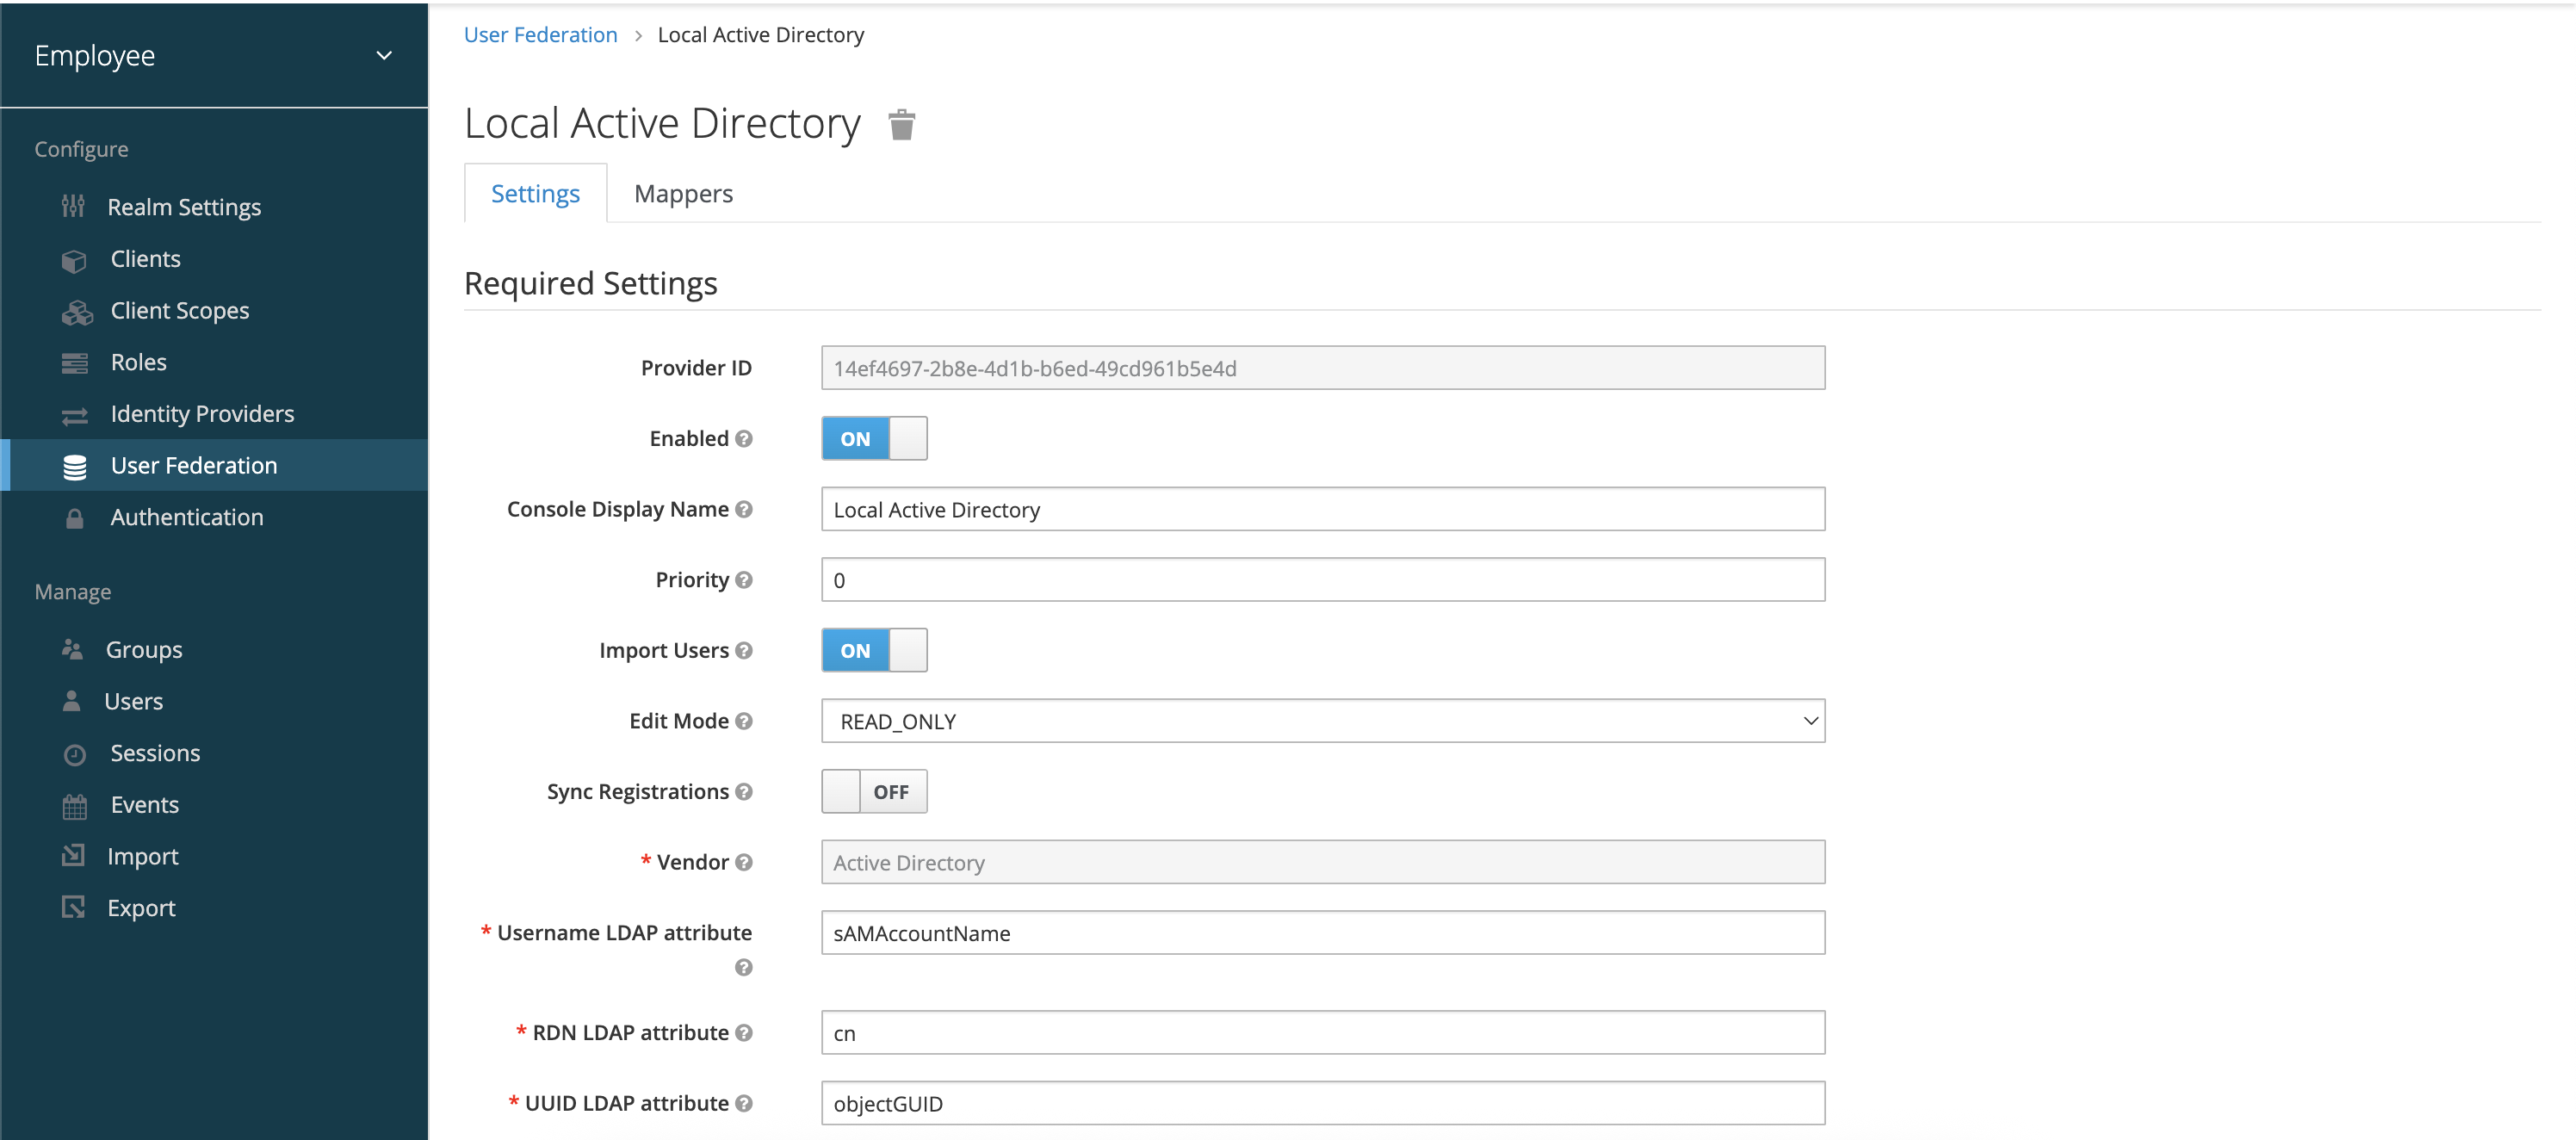 Employee
Configure
Realm Settings
Clients
Client Scopes
Roles
Identity Providers
User Federation
Authentication
Manage
Groups
Users
Sessions
Events
Import
Export
User Federation > Local Active Directory
Local Active Directory
Settings Mappers
Required Settings
Provider ID 14ef4697-2b8e-4d1b-b6ed-49cd961b5e4d
Enabled ON
Console Display Name Local Active Directory
Priority 0
Import Users ON
Edit Mode READ_ONLY
Sync Registrations OFF
* Vendor Active Directory
* Username LDAP attribute sAMAccountName
* RDN LDAP attribute cn
* UUID LDAP attribute objectGUID